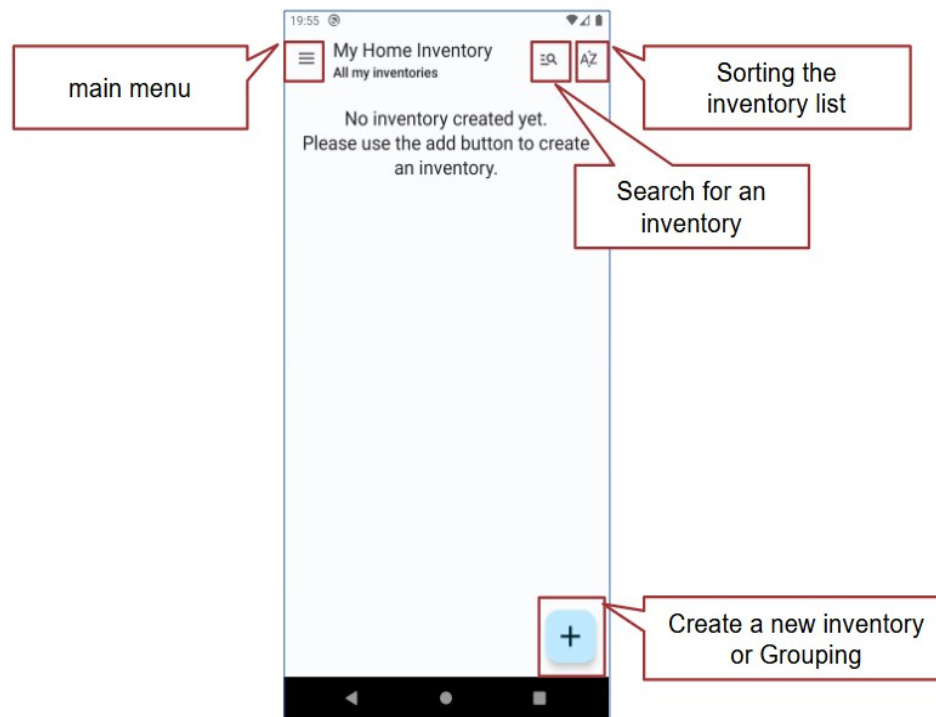 19:55
My Home Inventory
All my inventories
AZ
main menu
Sorting the
inventory list
No inventory created yet.
Please use the add button to create
an inventory.
Search for an
inventory
Create a new inventory
or Grouping